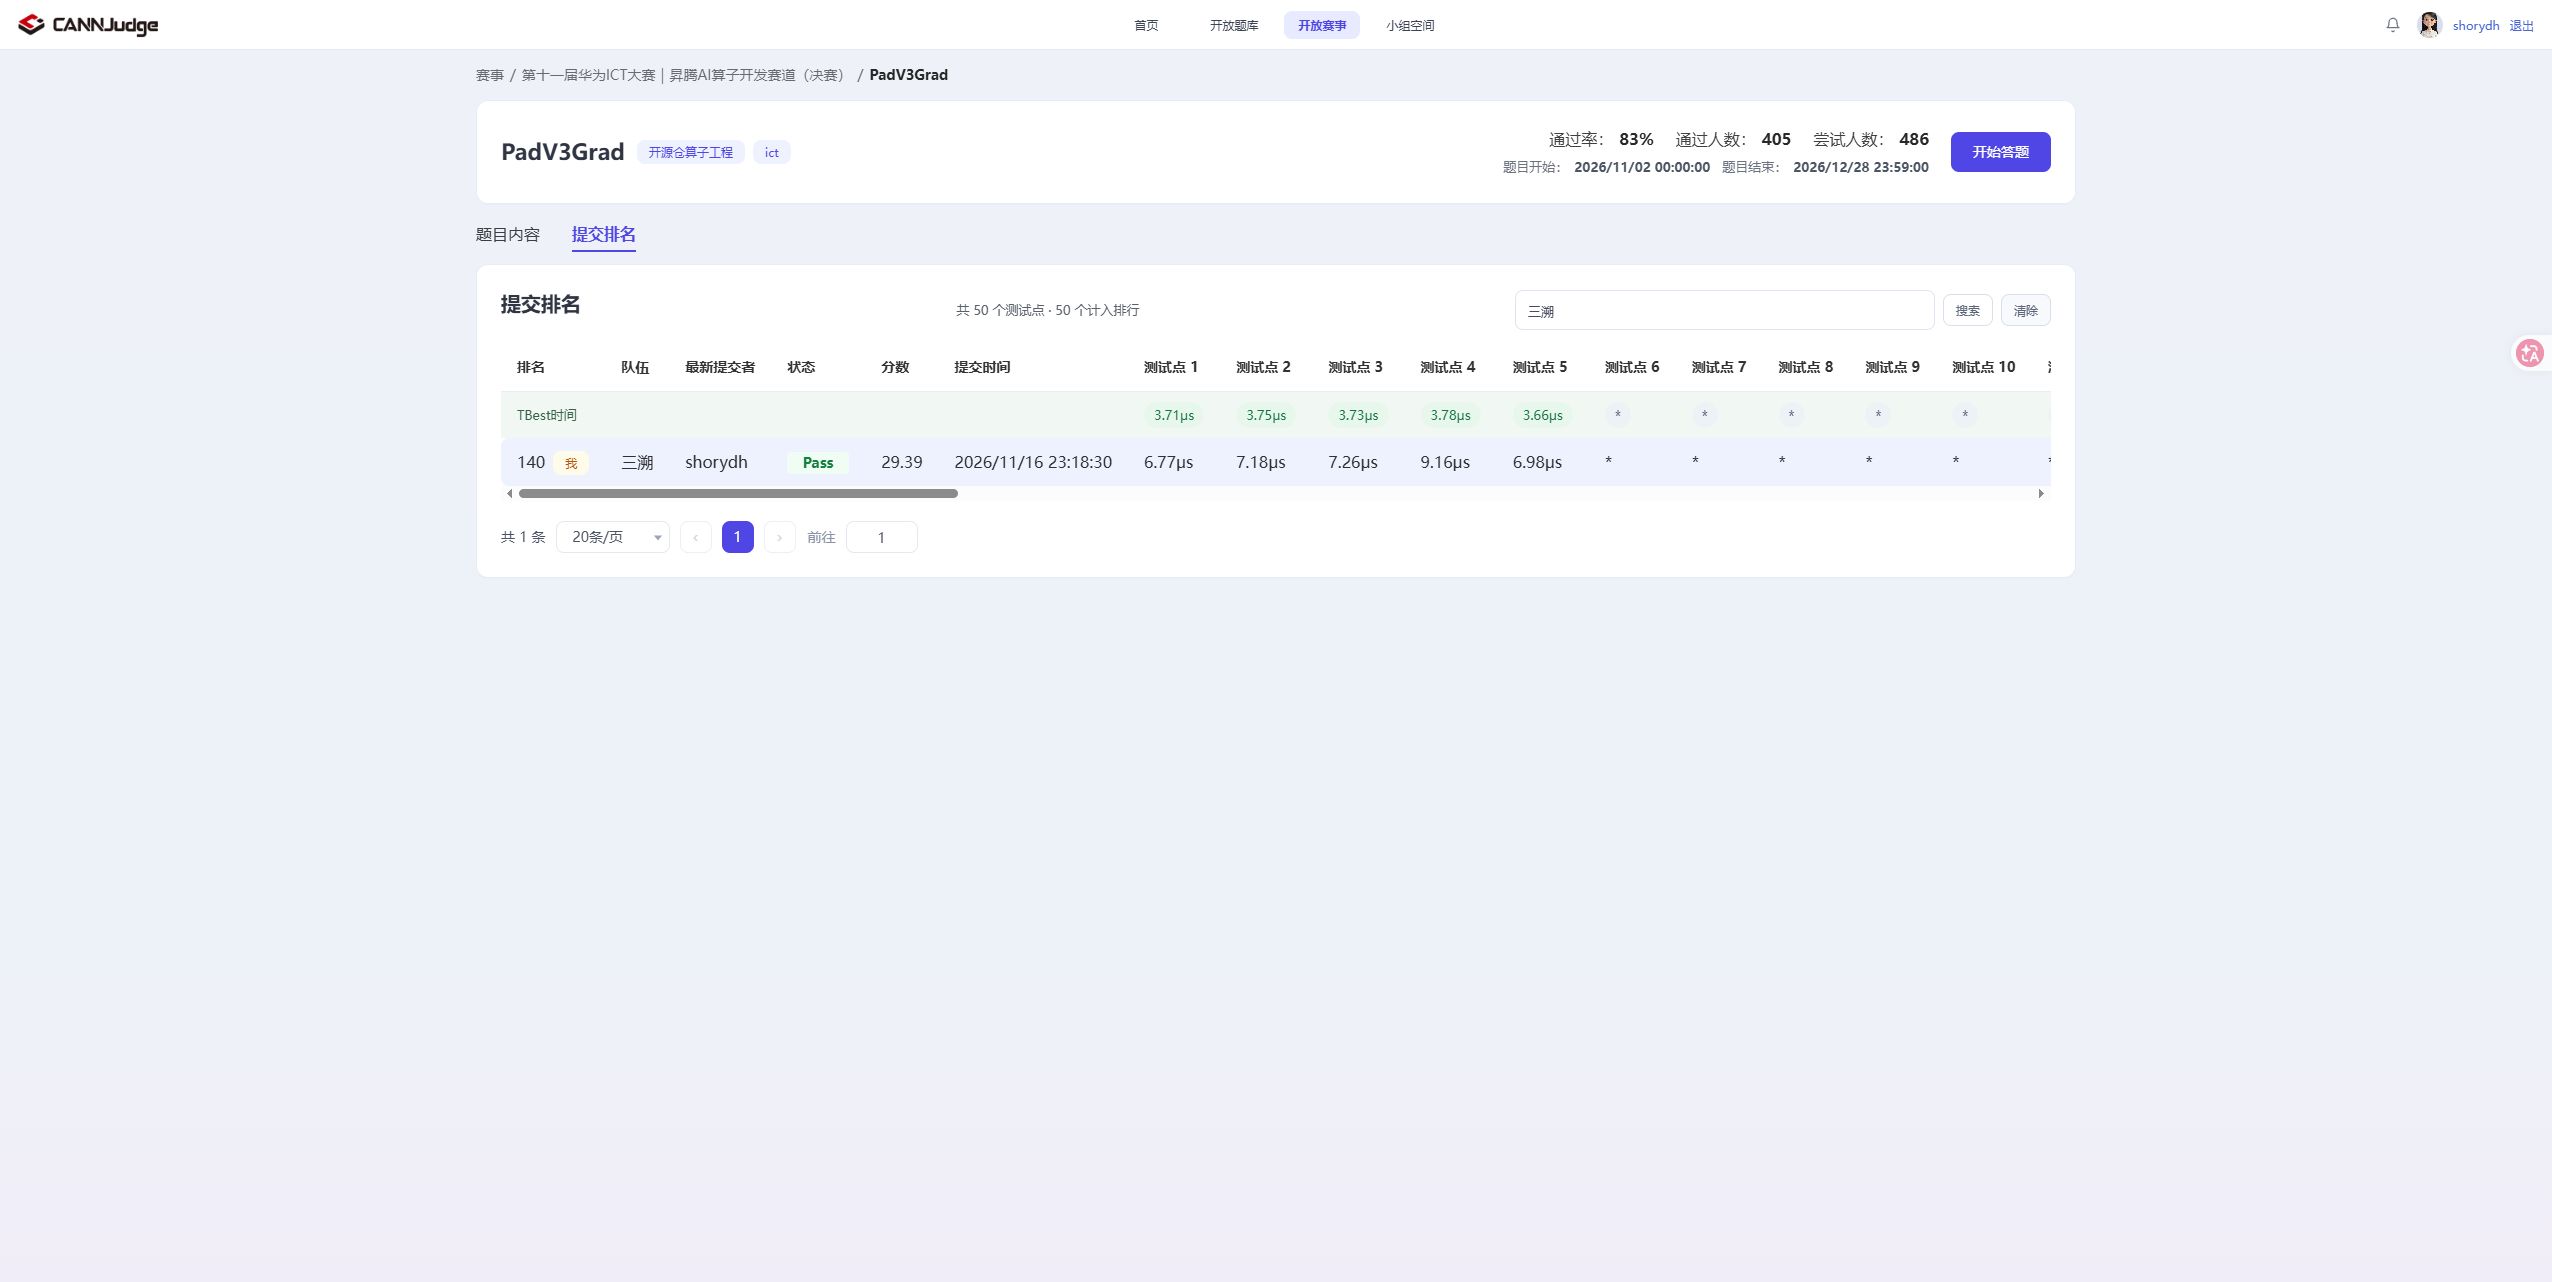 CANNJudge 首页 开放题库 开放赛事 小组空间 shorydh 退出
赛事 / 第十一届华为ICT大赛 | 昇腾AI算子开发赛道（决赛） / PadV3Grad
PadV3Grad 开源仓算子工程 ict
通过率： 83% 通过人数： 405 尝试人数： 486
题目开始： 2026/11/02 00:00:00 题目结束： 2026/12/28 23:59:00
开始答题
题目内容 提交排名
提交排名 共 50 个测试点 · 50 个计入排行 三溯 搜索 清除
排名 队伍 最新提交者 状态 分数 提交时间 测试点 1 测试点 2 测试点 3 测试点 4 测试点 5 测试点 6 测试点 7 测试点 8 测试点 9 测试点 10
TBest时间 3.71μs 3.75μs 3.73μs 3.78μs 3.66μs * * * * *
140 我 三溯 shorydh Pass 29.39 2026/11/16 23:18:30 6.77μs 7.18μs 7.26μs 9.16μs 6.98μs * * * * *
共 1 条 20条/页 ‹ 1 › 前往 1